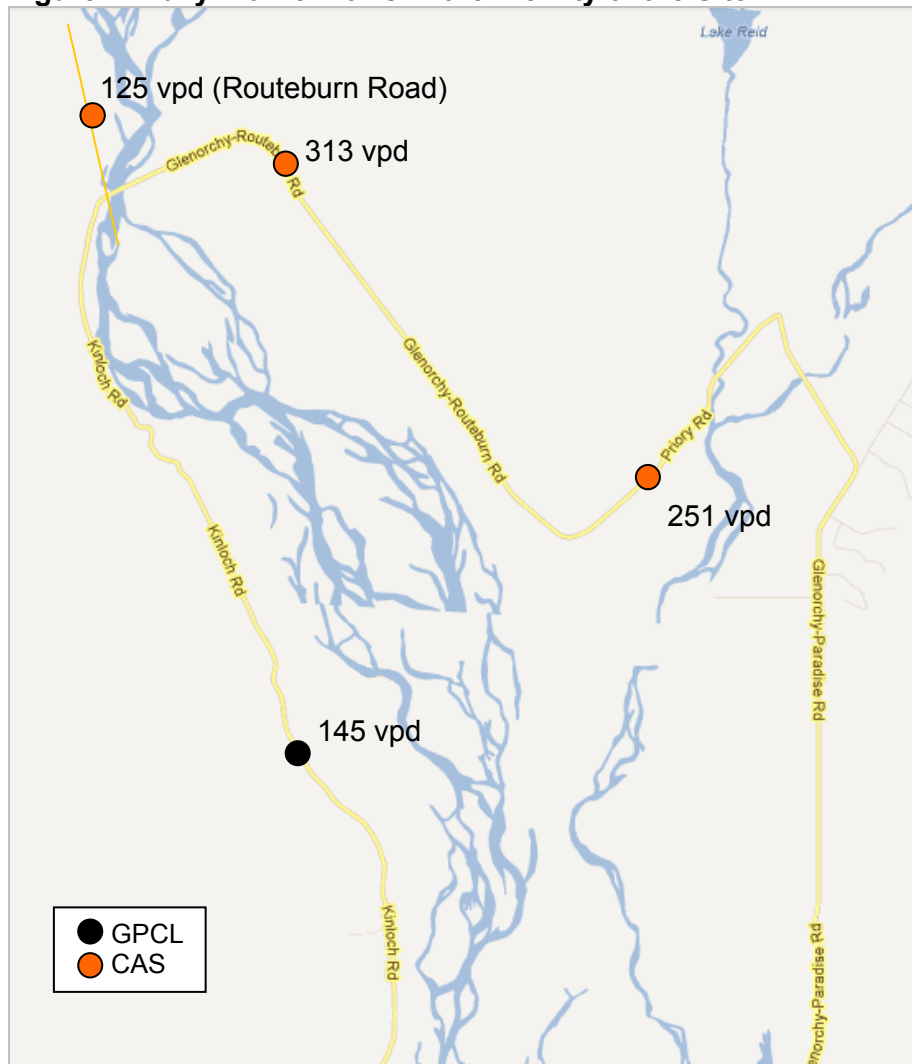 Lake Reid
125 vpd (Routeburn Road)
Glenorchy-Routeburn Rd
313 vpd
Kinloch Rd
Glenorchy-Routeburn Rd
Priory Rd
251 vpd
Kinloch Rd
Glenorchy-Paradise Rd
145 vpd
GPCL
CAS
Kinloch Rd
Glenorchy-Paradise Rd